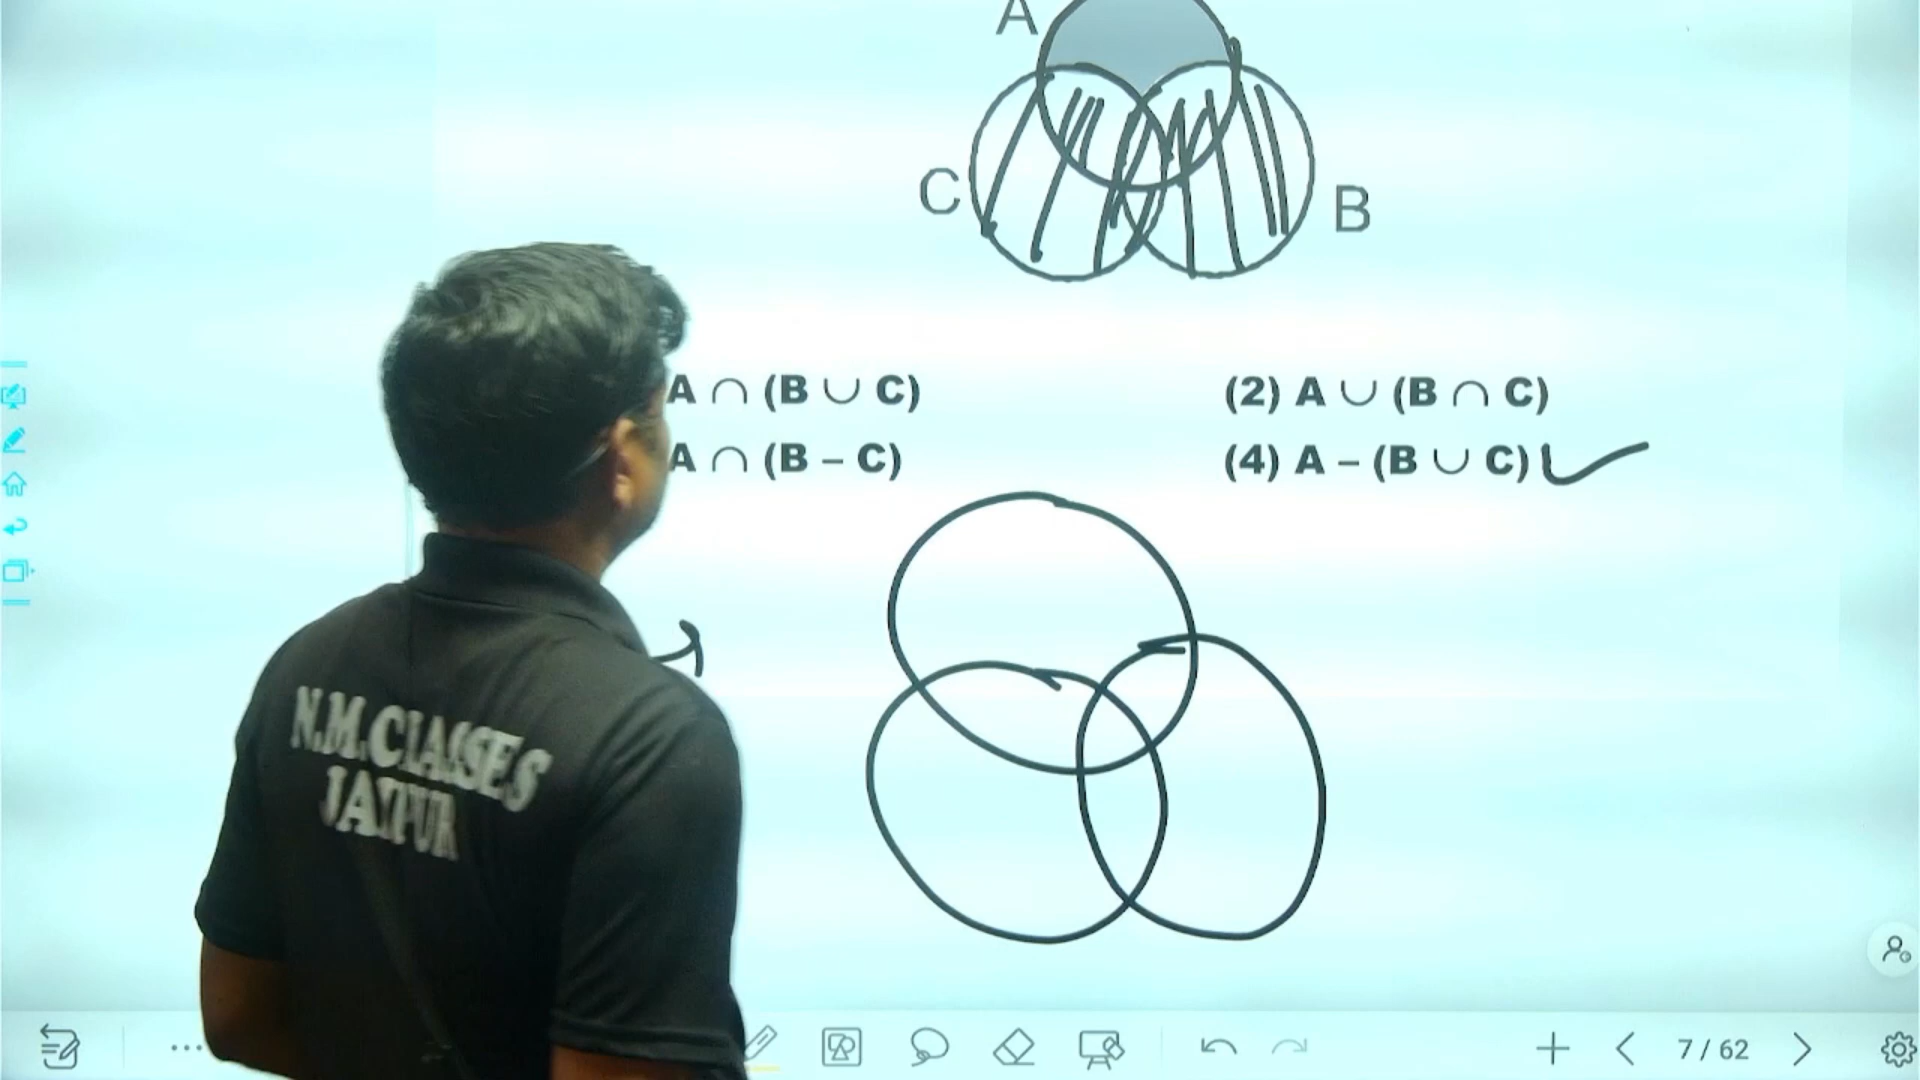 A
C
B
A ∩ (B ∪ C)
(2) A ∪ (B ∩ C)
A ∩ (B – C)
(4) A – (B ∪ C)
N.M.CLASSES
JAIPUR
7 / 62